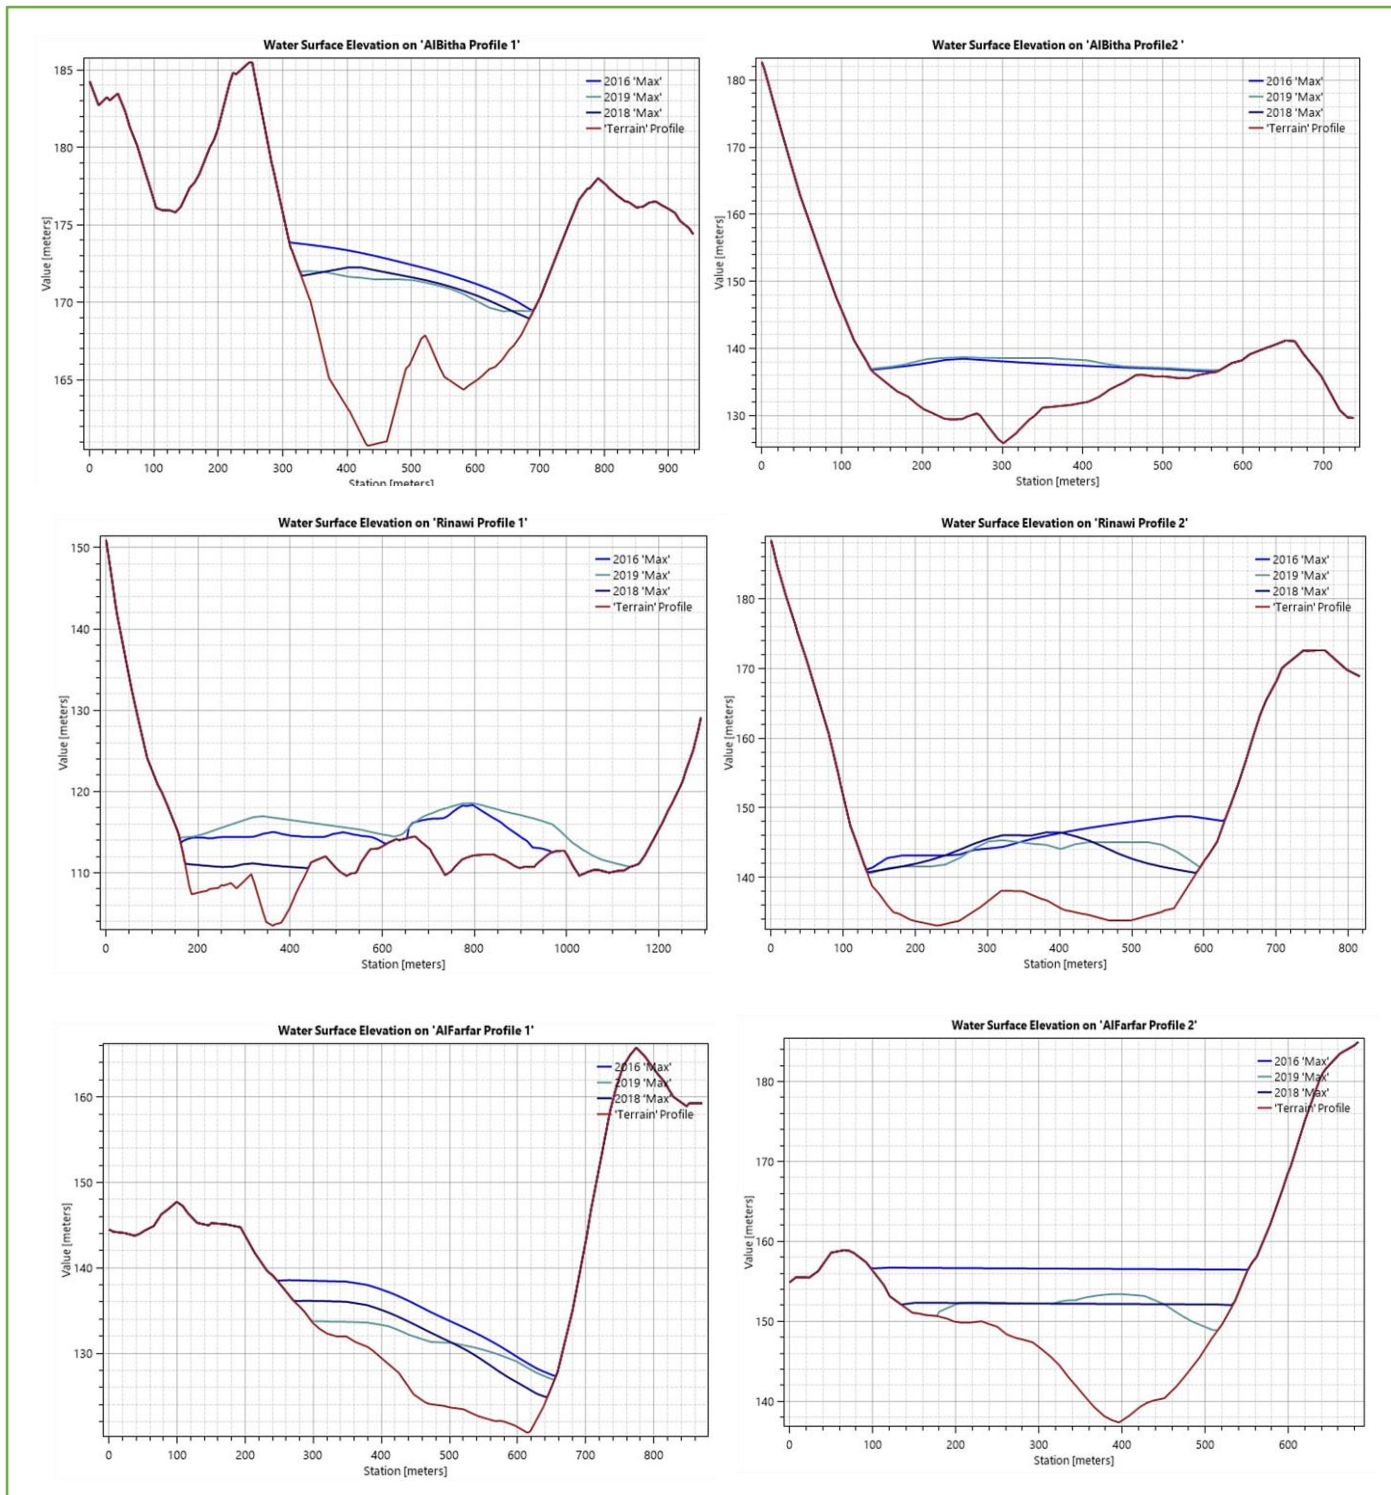 Water Surface Elevation on 'AlBitha Profile 1'
2016 'Max'
2019 'Max'
2018 'Max'
'Terrain' Profile
Value [meters]
185
180
175
170
165
0 100 200 300 400 500 600 700 800 900
Station [meters]
Water Surface Elevation on 'AlBitha Profile2 '
2016 'Max'
2019 'Max'
2018 'Max'
'Terrain' Profile
Value [meters]
180
170
160
150
140
130
0 100 200 300 400 500 600 700
Station [meters]
Water Surface Elevation on 'Rinawi Profile 1'
2016 'Max'
2019 'Max'
2018 'Max'
'Terrain' Profile
Value [meters]
150
140
130
120
110
0 200 400 600 800 1000 1200
Station [meters]
Water Surface Elevation on 'Rinawi Profile 2'
2016 'Max'
2019 'Max'
2018 'Max'
'Terrain' Profile
Value [meters]
180
170
160
150
140
0 100 200 300 400 500 600 700 800
Station [meters]
Water Surface Elevation on 'AlFarfar Profile 1'
2016 'Max'
2019 'Max'
2018 'Max'
'Terrain' Profile
Value [meters]
160
150
140
130
0 100 200 300 400 500 600 800
Station [meters]
Water Surface Elevation on 'AlFarfar Profile 2'
2016 'Max'
2019 'Max'
2018 'Max'
'Terrain' Profile
Value [meters]
180
170
160
150
140
0 200 400 500 600
Station [meters]